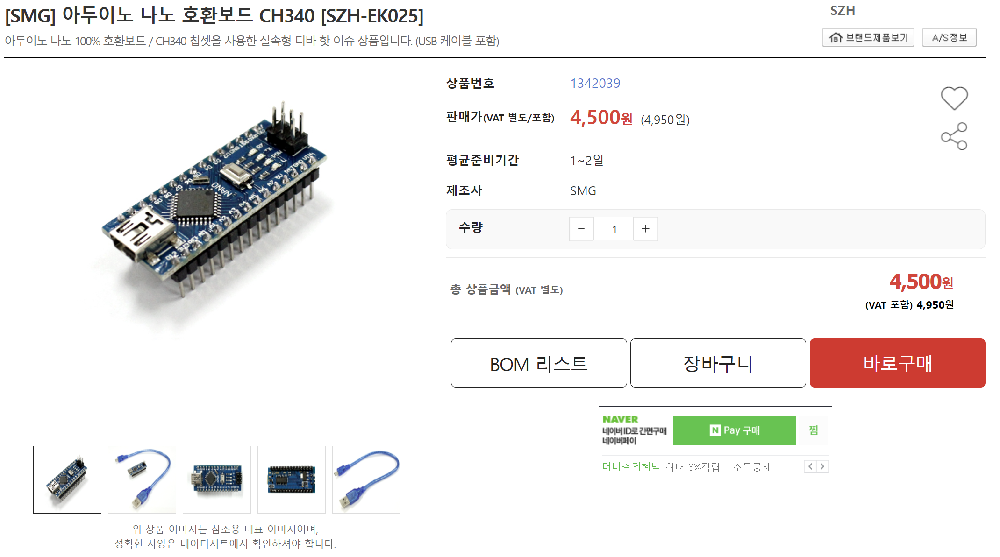 [SMG] 아두이노 나노 호환보드 CH340 [SZH-EK025]
아두이노 나노 100% 호환보드 / CH340 칩셋을 사용한 실속형 디바 핫 이슈 상품입니다. (USB 케이블 포함)
SZH
브랜드제품보기
A/S정보
상품번호 1342039
판매가(VAT 별도/포함) 4,500원 (4,950원)
평균준비기간 1~2일
제조사 SMG
수량 − 1 +
총 상품금액 (VAT 별도) 4,500원
(VAT 포함) 4,950원
BOM 리스트
장바구니
바로구매
NAVER
네이버ID로 간편구매
네이버페이
N Pay 구매
찜
머니결제혜택 최대 3%적립 + 소득공제
NANO
위 상품 이미지는 참조용 대표 이미지이며,
정확한 사양은 데이터시트에서 확인하셔야 합니다.